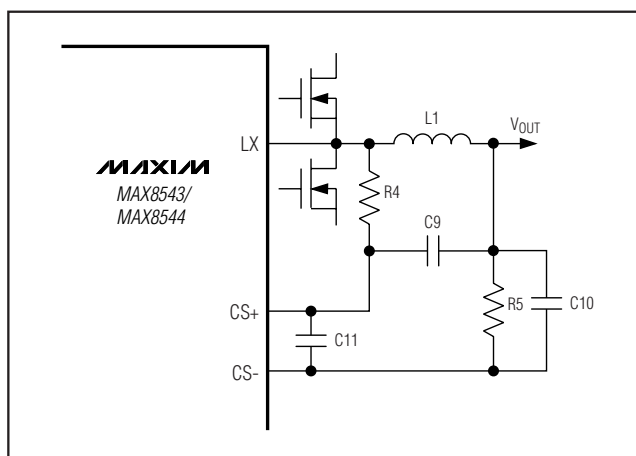 LX
L1
VOUT
MAXIM
MAX8543/
MAX8544
R4
C9
R5
C10
CS+
C11
CS-